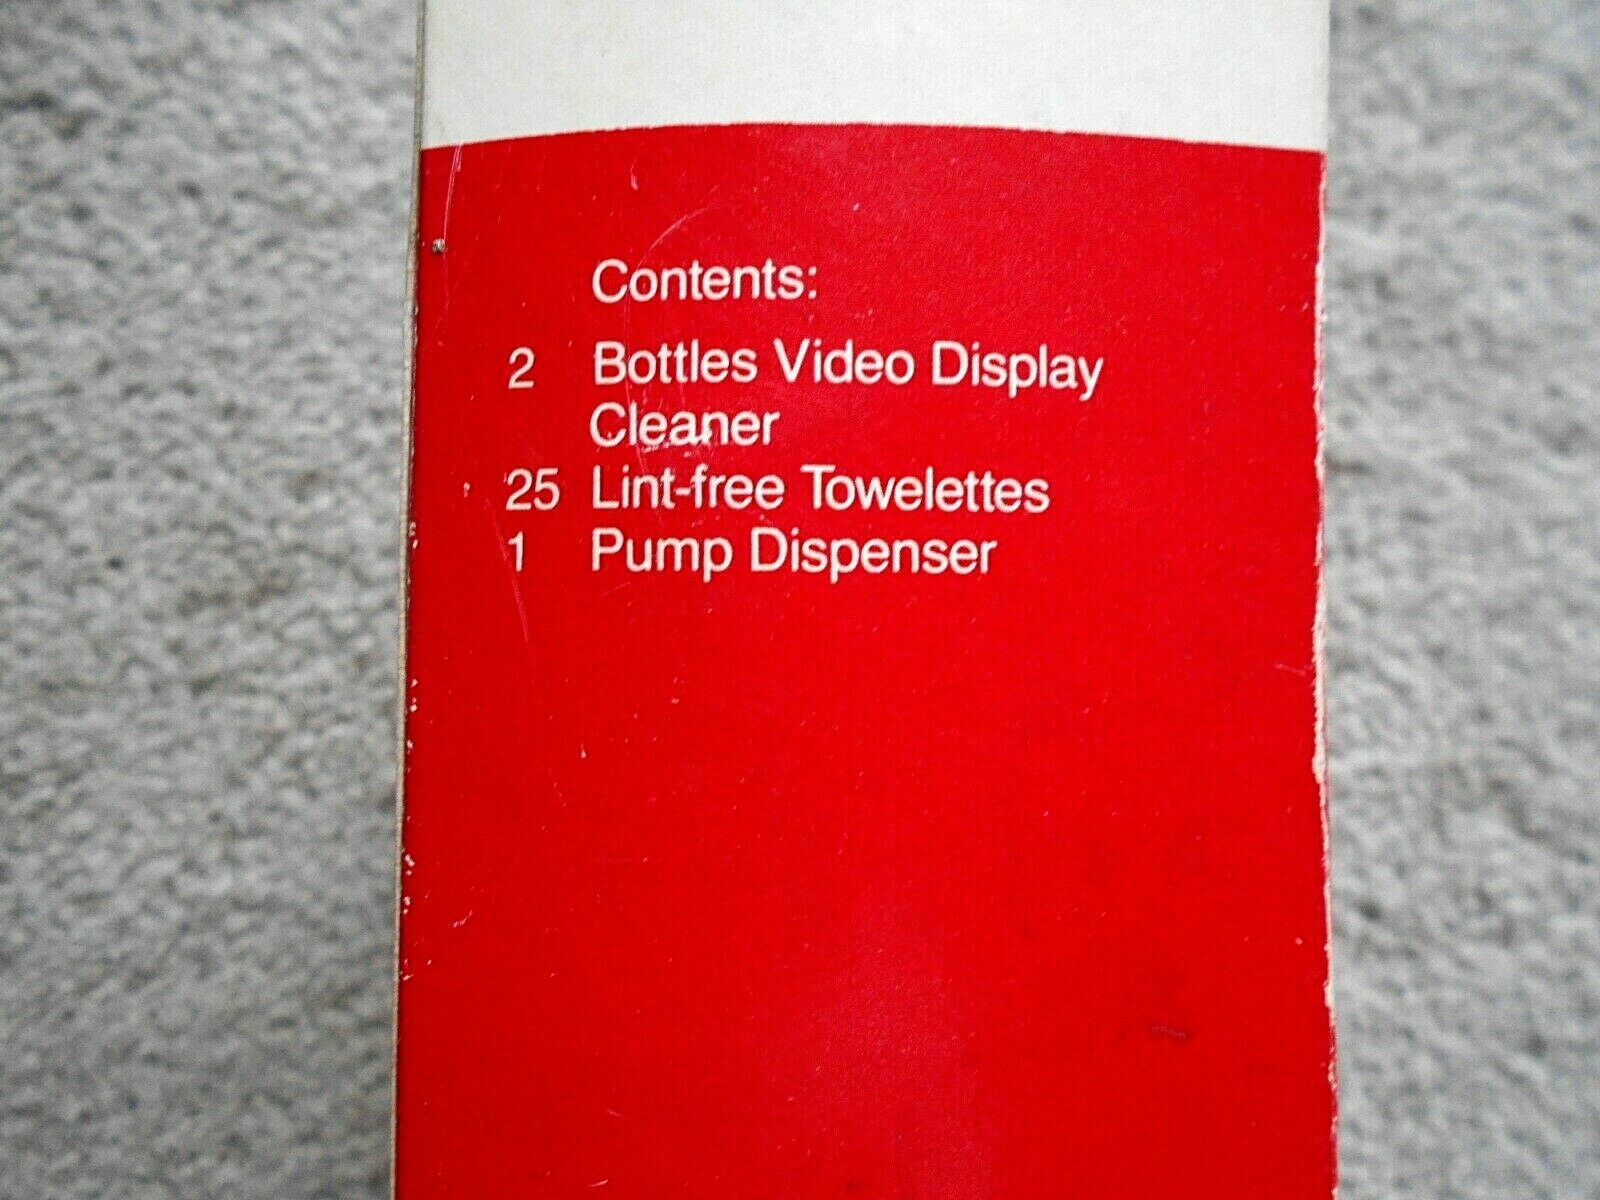 Contents:
2 Bottles Video Display
Cleaner
25 Lint-free Towelettes
1 Pump Dispenser